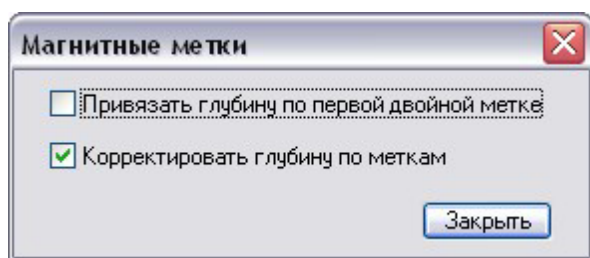 Магнитные метки
Привязать глубину по первой двойной метке
Корректировать глубину по меткам
Закрыть